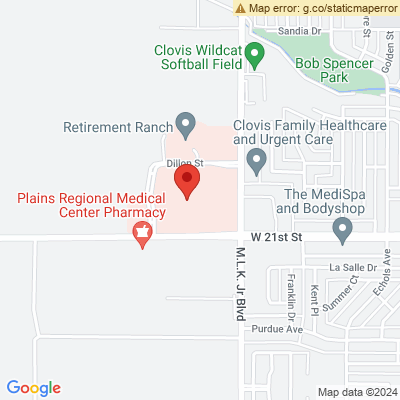 Map error: g.co/staticmaperror
Sandia Dr
Golden St
Clovis Wildcat
Softball Field
Bob Spencer
Park
Retirement Ranch
Clovis Family Healthcare
and Urgent Care
Dillon St
Plains Regional Medical
Center Pharmacy
The MediSpa
and Bodyshop
W 21st St
M.L.K. Jr Blvd
La Salle Dr
Echols Ave
Summer Ct
Franklin Dr
Kent Pl
Purdue Ave
Google
Map data ©2024